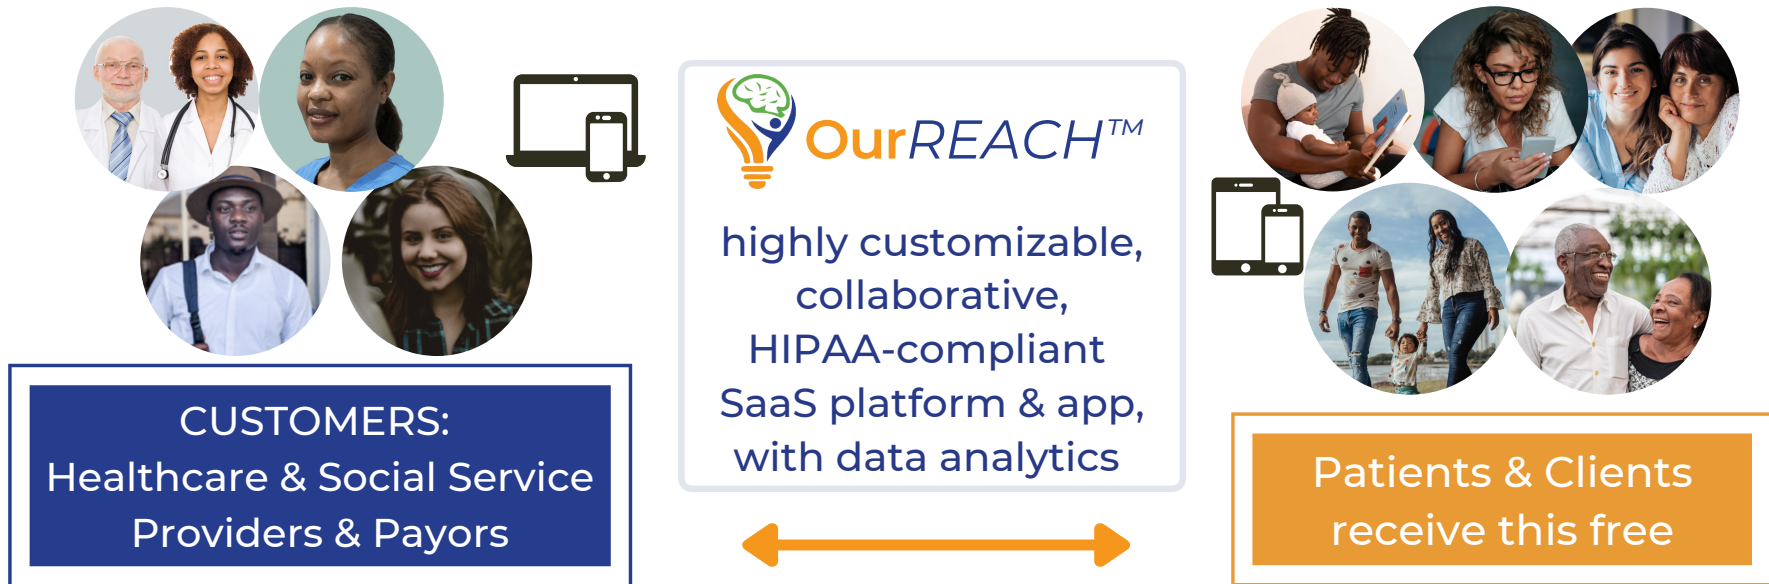 CUSTOMERS:
Healthcare & Social Service
Providers & Payors
OurREACH™
highly customizable,
collaborative,
HIPAA-compliant
SaaS platform & app,
with data analytics
Patients & Clients
receive this free